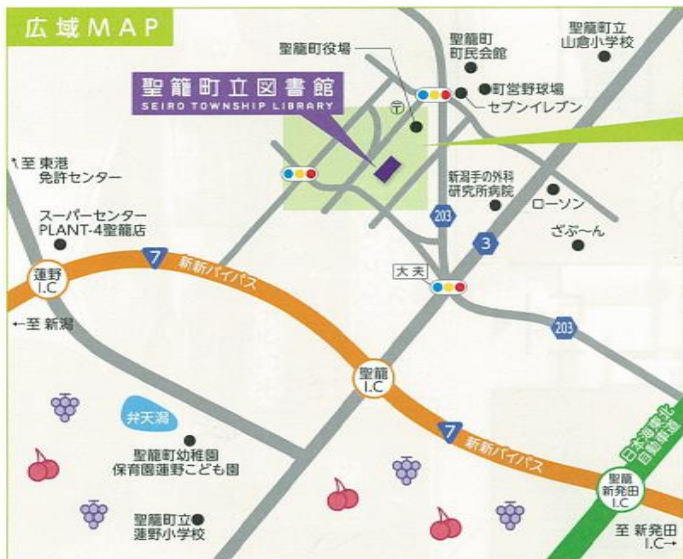 広域MAP
聖籠町役場
聖籠町
町民会館
聖籠町立
山倉小学校
聖籠町立図書館
SEIRO TOWNSHIP LIBRARY
〒
町営野球場
セブンイレブン
至 東港
免許センター
新潟手の外科
研究所病院
ローソン
ざぶ〜ん
スーパーセンター
PLANT-4聖籠店
203
3
7
新新バイパス
蓮野
I.C
大夫
←至 新潟
203
聖籠
I.C
弁天潟
7
新新バイパス
日本海東北
自動車道
聖籠町幼稚園
保育園蓮野こども園
聖籠
新発田
I.C
聖籠町立
蓮野小学校
至 新発田
I.C→